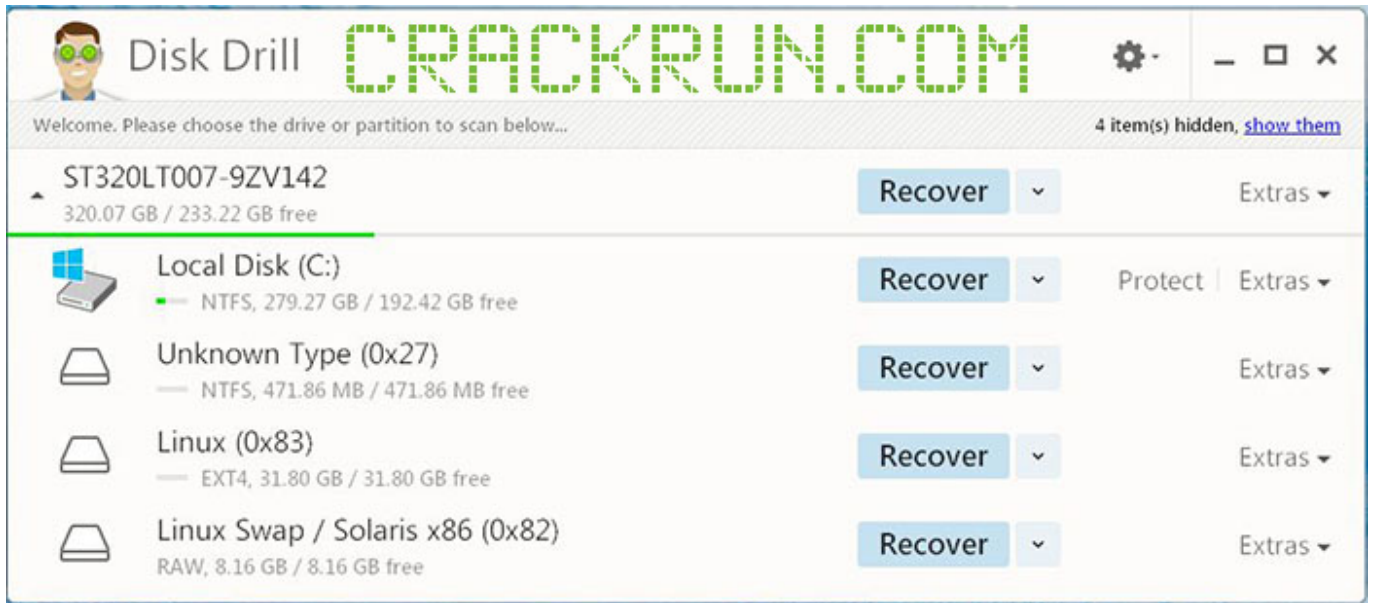 Disk Drill CRACKRUN.COM
Welcome. Please choose the drive or partition to scan below... 4 item(s) hidden, show them
ST320LT007-9ZV142 Recover Extras
320.07 GB / 233.22 GB free
Local Disk (C:) Recover Protect Extras
NTFS, 279.27 GB / 192.42 GB free
Unknown Type (0x27) Recover Extras
NTFS, 471.86 MB / 471.86 MB free
Linux (0x83) Recover Extras
EXT4, 31.80 GB / 31.80 GB free
Linux Swap / Solaris x86 (0x82) Recover Extras
RAW, 8.16 GB / 8.16 GB free